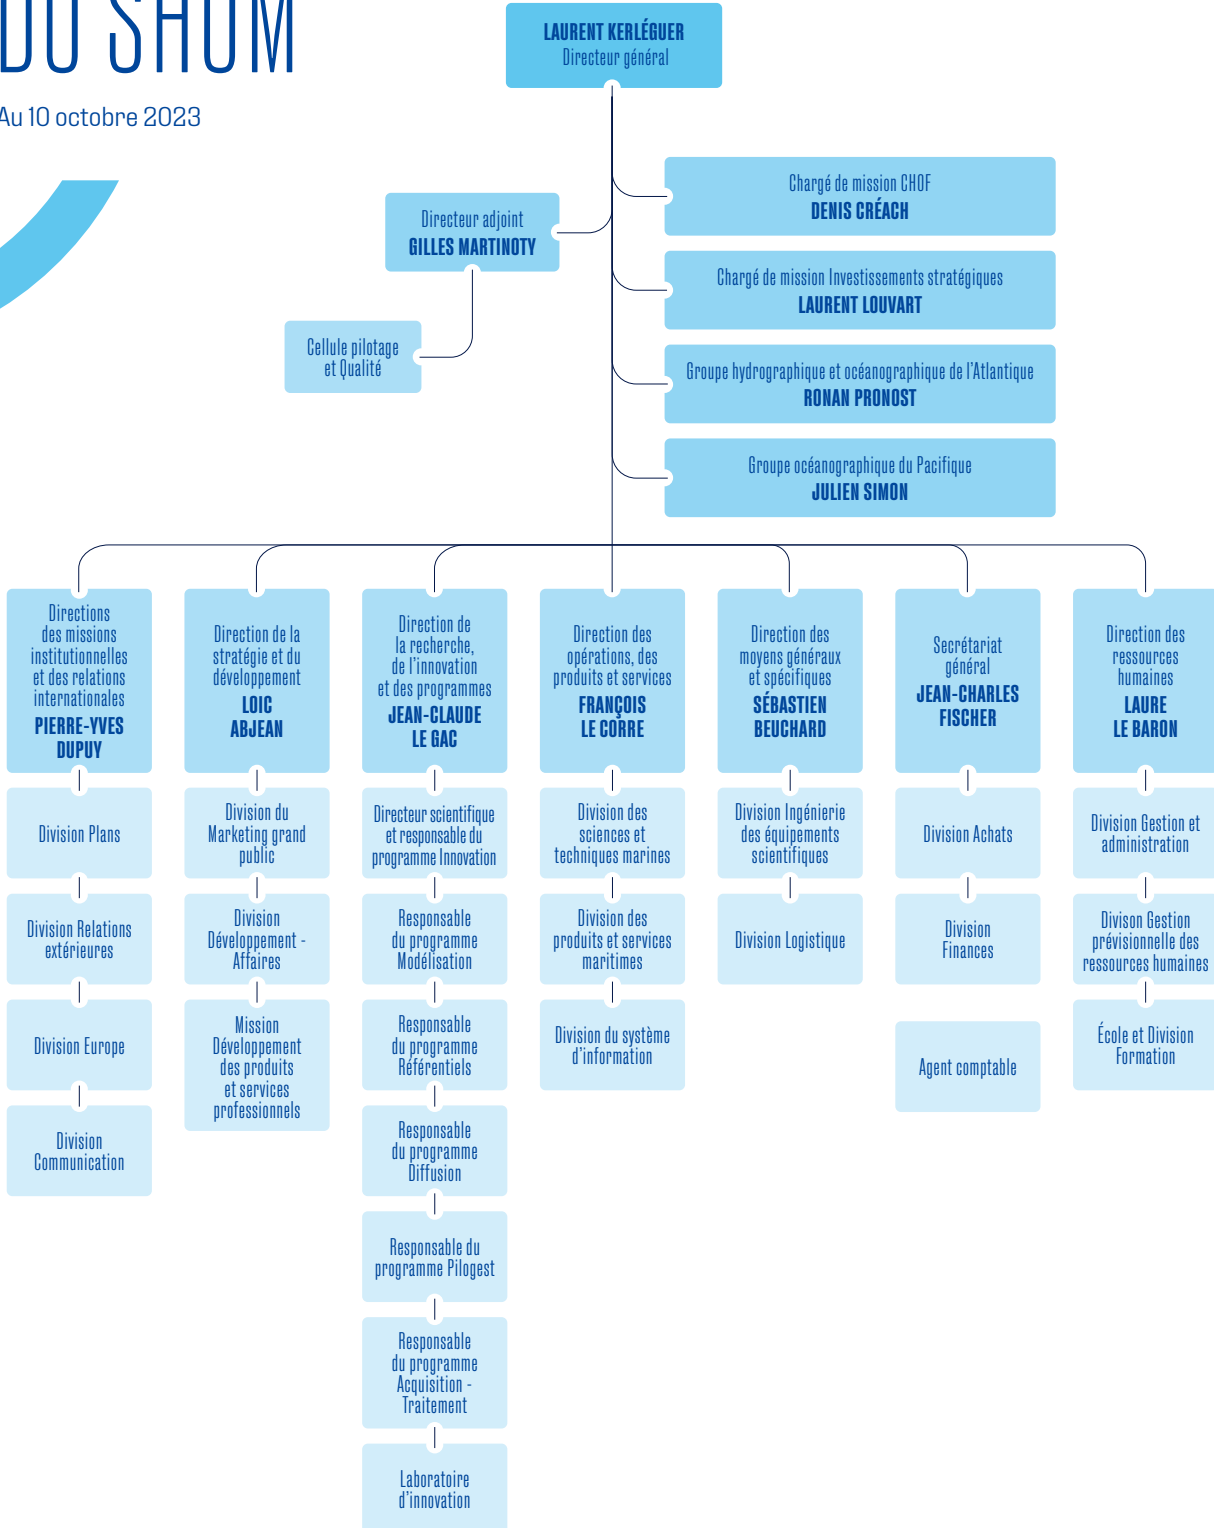 DU SHOM
Au 10 octobre 2023
LAURENT KERLÉGUER
Directeur général
Directeur adjoint
GILLES MARTINOTY
Cellule pilotage
et Qualité
Chargé de mission CHOF
DENIS CRÉACH
Chargé de mission Investissements stratégiques
LAURENT LOUVART
Groupe hydrographique et océanographique de l'Atlantique
RONAN PRONOST
Groupe océanographique du Pacifique
JULIEN SIMON
Directions
des missions
institutionnelles
et des relations
internationales
PIERRE-YVES
DUPUY
Division Plans
Division Relations
extérieures
Division Europe
Division
Communication
Direction de la
stratégie et du
développement
LOIC
ABJEAN
Division du
Marketing grand
public
Division
Développement -
Affaires
Mission
Développement
des produits
et services
professionnels
Direction de
la recherche,
de l'innovation
et des programmes
JEAN-CLAUDE
LE GAC
Directeur scientifique
et responsable du
programme Innovation
Responsable
du programme
Modélisation
Responsable
du programme
Référentiels
Responsable
du programme
Diffusion
Responsable du
programme Pilogest
Responsable
du programme
Acquisition -
Traitement
Laboratoire
d'innovation
Direction des
opérations, des
produits et services
FRANÇOIS
LE CORRE
Division des
sciences et
techniques marines
Division des
produits et services
maritimes
Division du système
d'information
Direction des
moyens généraux
et spécifiques
SÉBASTIEN
BEUCHARD
Division Ingénierie
des équipements
scientifiques
Division Logistique
Secrétariat
général
JEAN-CHARLES
FISCHER
Division Achats
Division
Finances
Agent comptable
Direction des
ressources
humaines
LAURE
LE BARON
Division Gestion et
administration
Divison Gestion
prévisionnelle des
ressources humaines
École et Division
Formation